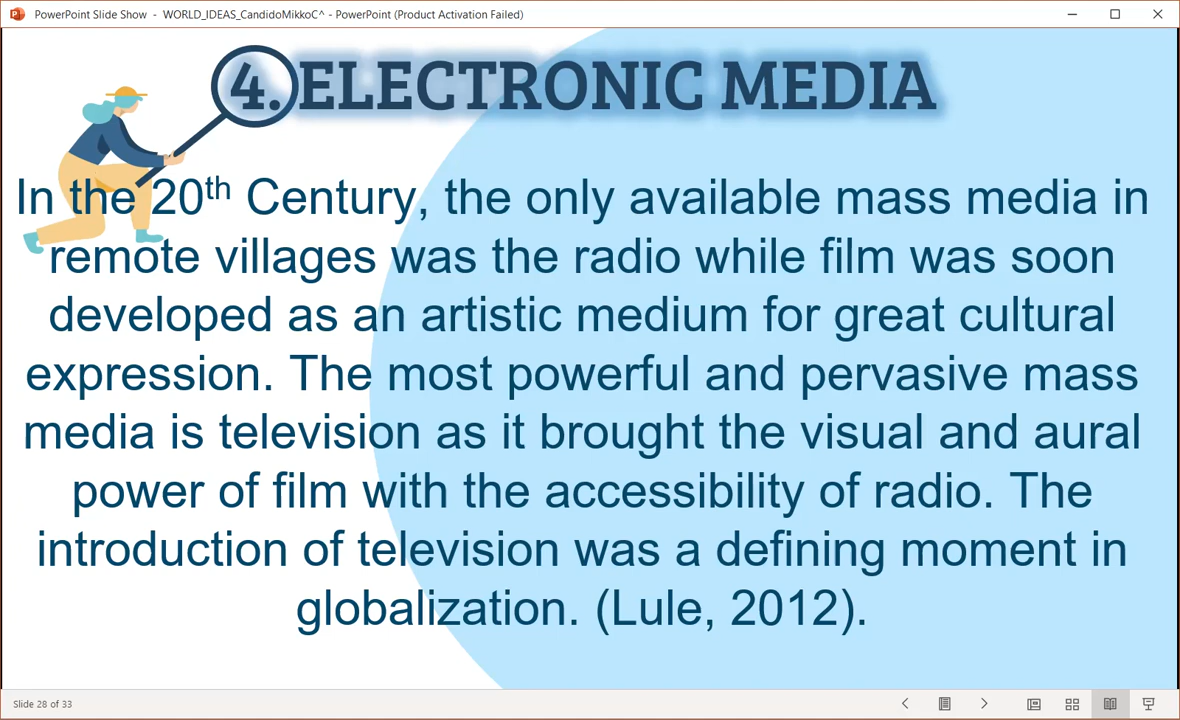 PowerPoint Slide Show - WORLD_IDEAS_CandidoMikkoC^ - PowerPoint (Product Activation Failed)
4. ELECTRONIC MEDIA
In the 20th Century, the only available mass media in
remote villages was the radio while film was soon
developed as an artistic medium for great cultural
expression. The most powerful and pervasive mass
media is television as it brought the visual and aural
power of film with the accessibility of radio. The
introduction of television was a defining moment in
globalization. (Lule, 2012).
Slide 28 of 33